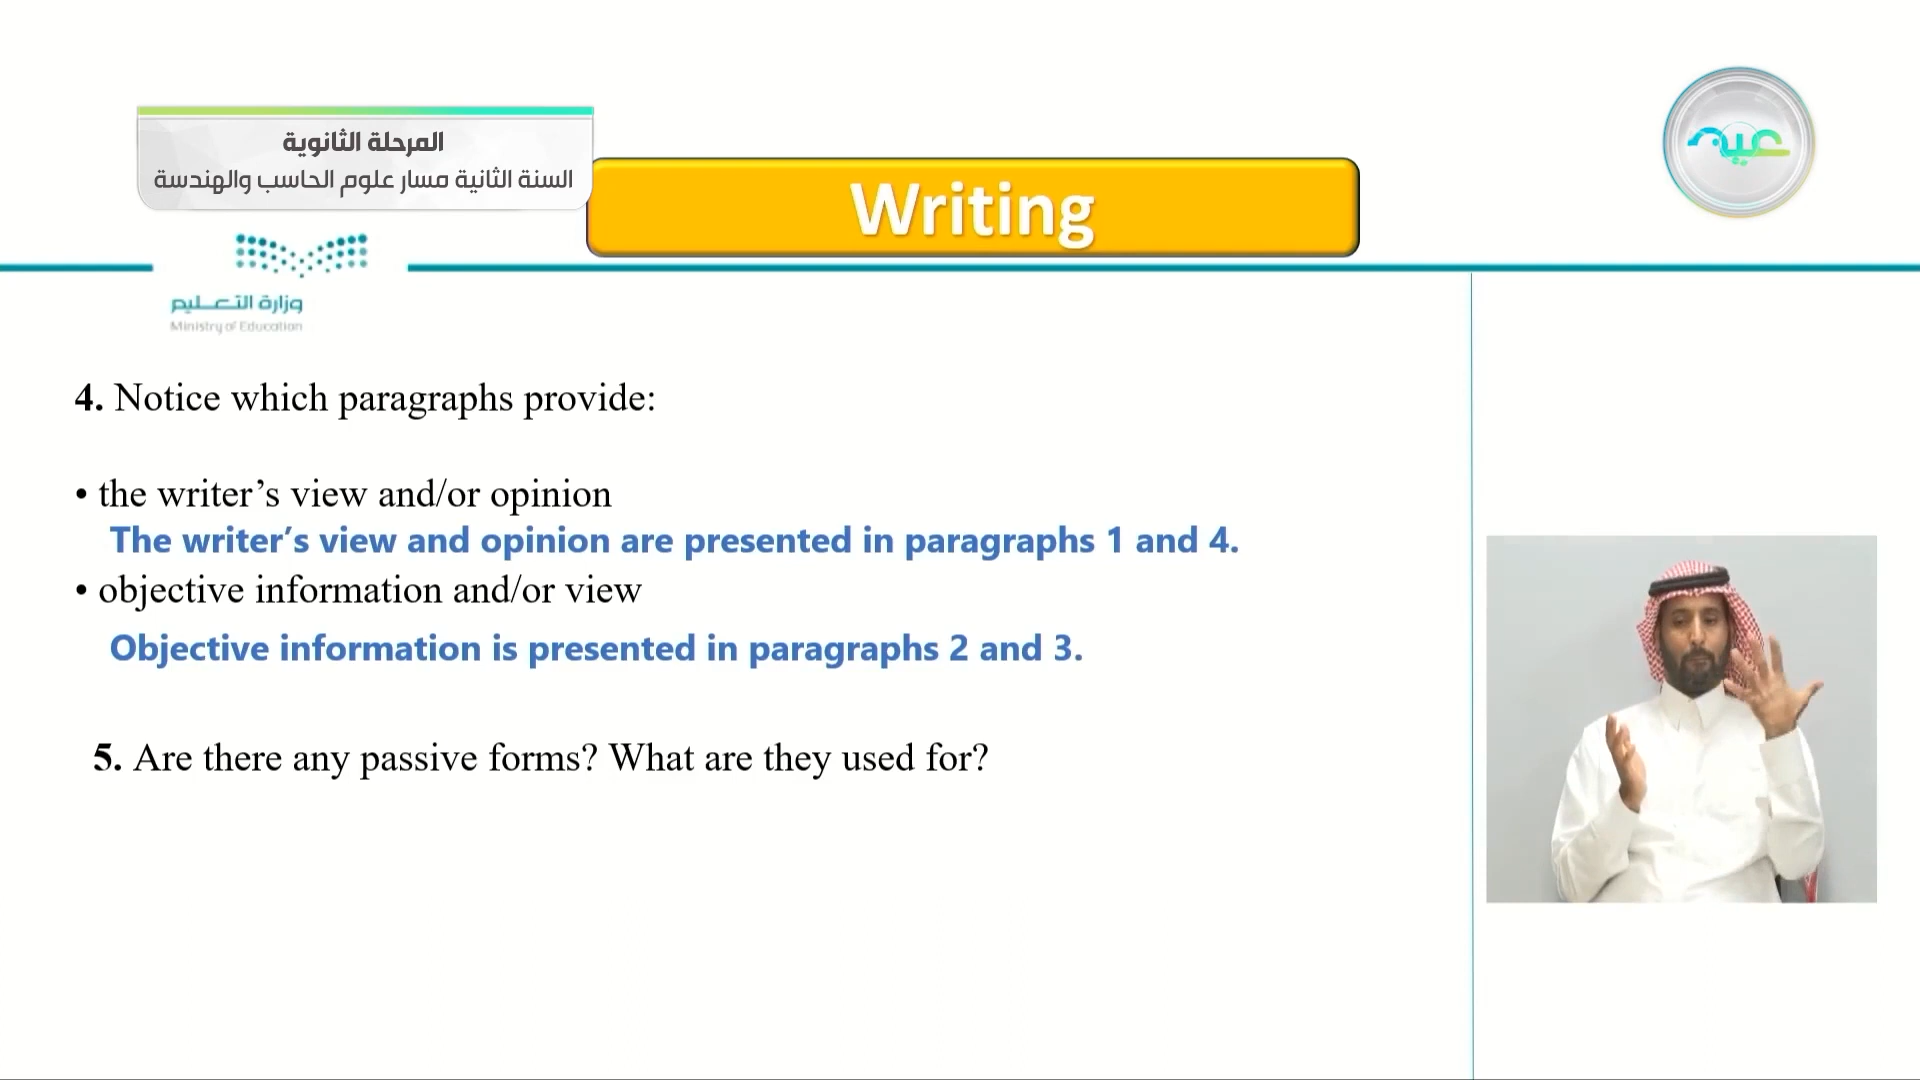 المرحلة الثانوية
السنة الثانية مسار علوم الحاسب والهندسة
عين
Writing
وزارة التعليم
Ministry of Education
4. Notice which paragraphs provide:
• the writer’s view and/or opinion
The writer’s view and opinion are presented in paragraphs 1 and 4.
• objective information and/or view
Objective information is presented in paragraphs 2 and 3.
5. Are there any passive forms? What are they used for?